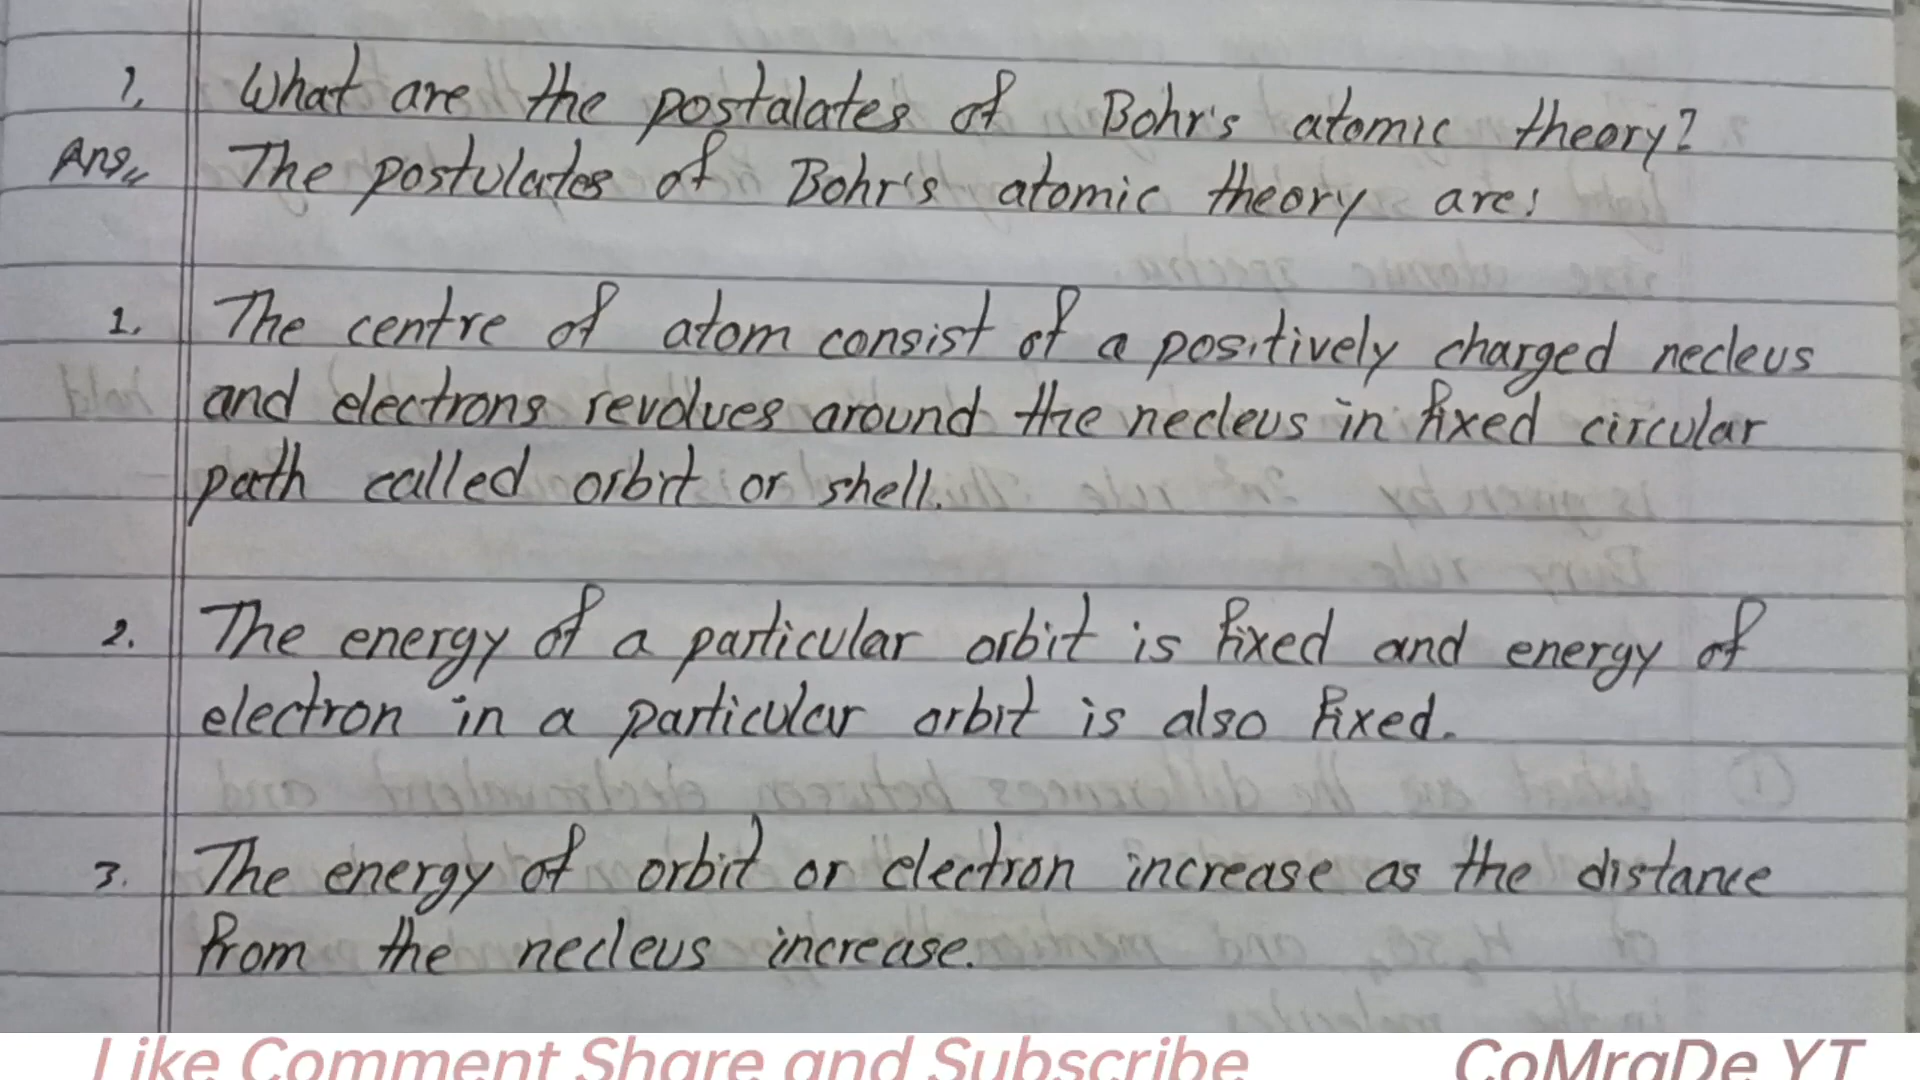 1. What are the postalates of Bohr's atomic theory?
Ans,, The postulates of Bohr's atomic theory are:
1. The centre of atom consist of a positively charged necleus
and electrons revolves around the necleus in fixed circular
path called orbit or shell.
2. The energy of a particular orbit is fixed and energy of
electron in a particular orbit is also fixed.
3. The energy of orbit or electron increase as the distance
from the necleus increase.
Like Comment Share and Subscribe CoMraDe YT